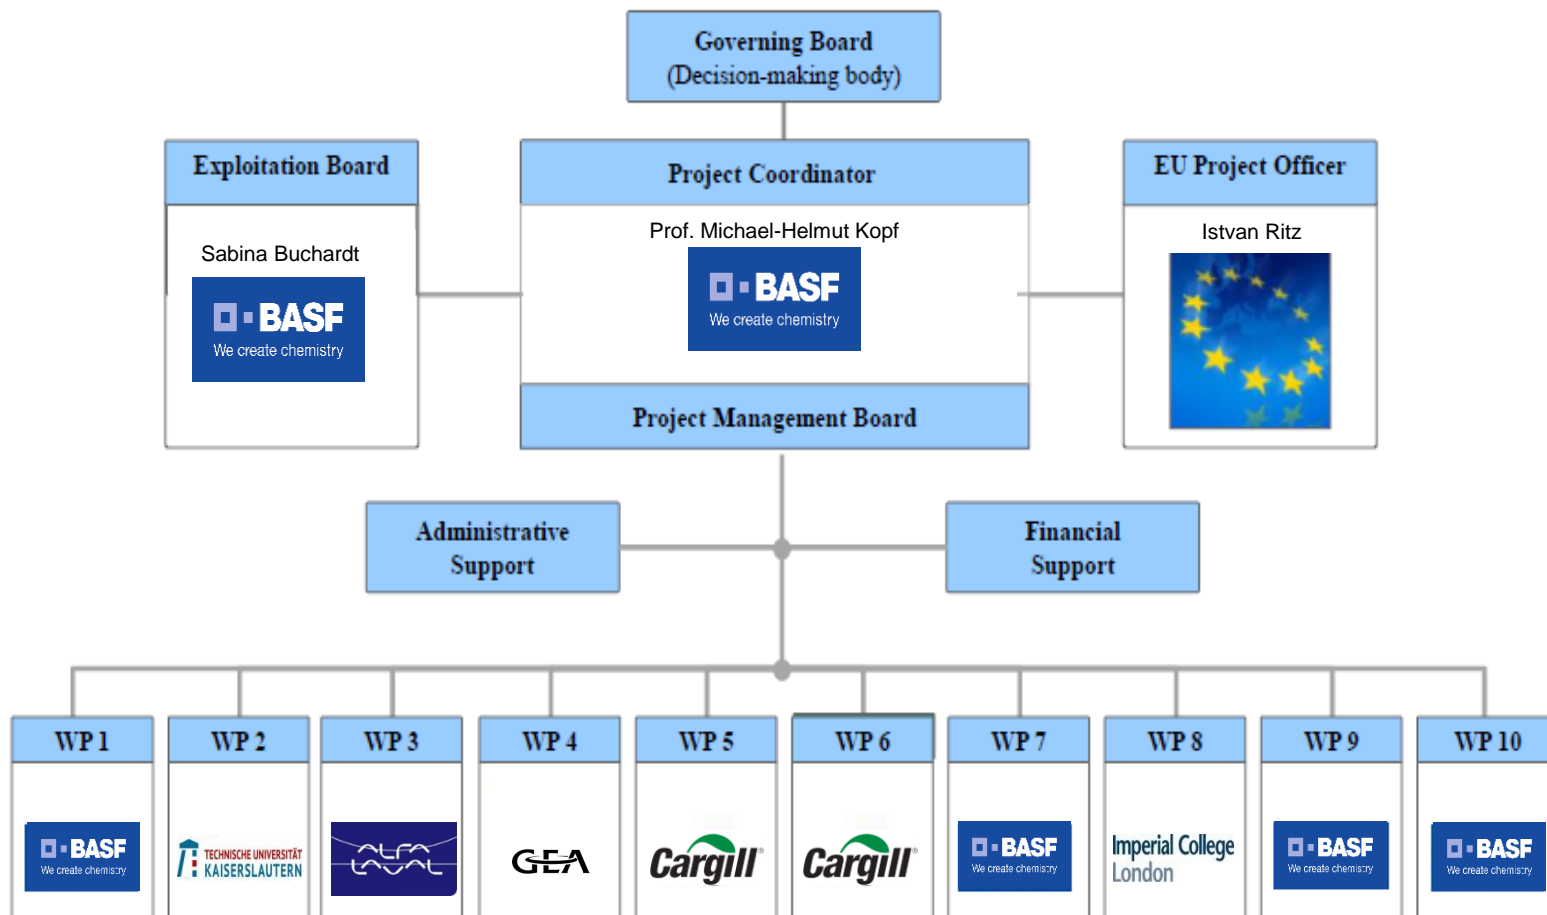 Governing Board
(Decision-making body)
Exploitation Board
Project Coordinator
EU Project Officer
Sabina Buchardt
Prof. Michael-Helmut Kopf
Istvan Ritz
BASF
We create chemistry
BASF
We create chemistry
Project Management Board
Administrative
Support
Financial
Support
WP 1
WP 2
WP 3
WP 4
WP 5
WP 6
WP 7
WP 8
WP 9
WP 10
BASF
We create chemistry
TECHNISCHE UNIVERSITÄT
KAISERSLAUTERN
ALFA
LAVAL
GEA
Cargill®
Cargill®
BASF
We create chemistry
Imperial College
London
BASF
We create chemistry
BASF
We create chemistry